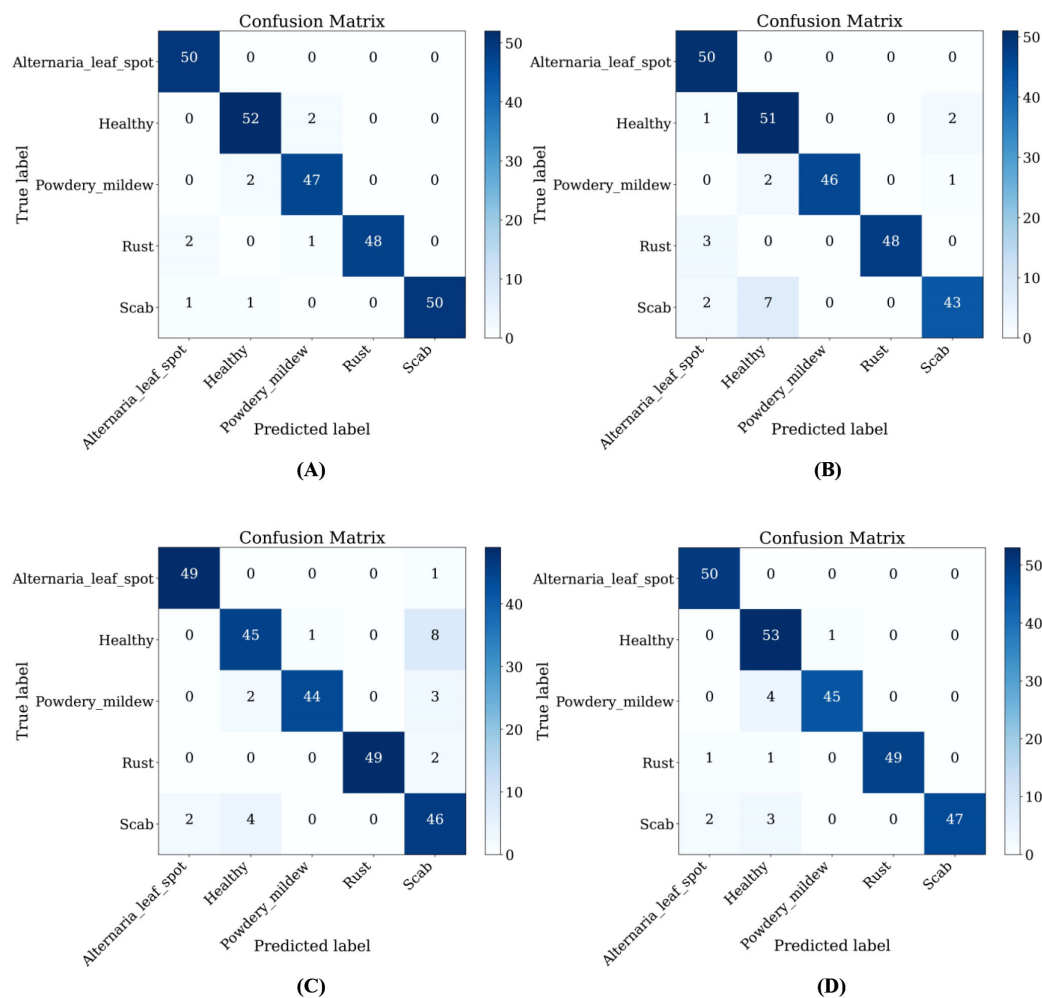 Confusion Matrix
Alternaria_leaf_spot 50 0 0 0 0
Healthy 0 52 2 0 0
Powdery_mildew 0 2 47 0 0
Rust 2 0 1 48 0
Scab 1 1 0 0 50
True label
50
40
30
20
10
0
Alternaria_leaf_spot
Healthy
Powdery_mildew
Rust
Scab
Predicted label
(A)
Confusion Matrix
Alternaria_leaf_spot 50 0 0 0 0
Healthy 1 51 0 0 2
Powdery_mildew 0 2 46 0 1
Rust 3 0 0 48 0
Scab 2 7 0 0 43
True label
50
40
30
20
10
0
Alternaria_leaf_spot
Healthy
Powdery_mildew
Rust
Scab
Predicted label
(B)
Confusion Matrix
Alternaria_leaf_spot 49 0 0 0 1
Healthy 0 45 1 0 8
Powdery_mildew 0 2 44 0 3
Rust 0 0 0 49 2
Scab 2 4 0 0 46
True label
40
30
20
10
0
Alternaria_leaf_spot
Healthy
Powdery_mildew
Rust
Scab
Predicted label
(C)
Confusion Matrix
Alternaria_leaf_spot 50 0 0 0 0
Healthy 0 53 1 0 0
Powdery_mildew 0 4 45 0 0
Rust 1 1 0 49 0
Scab 2 3 0 0 47
True label
50
40
30
20
10
0
Alternaria_leaf_spot
Healthy
Powdery_mildew
Rust
Scab
Predicted label
(D)